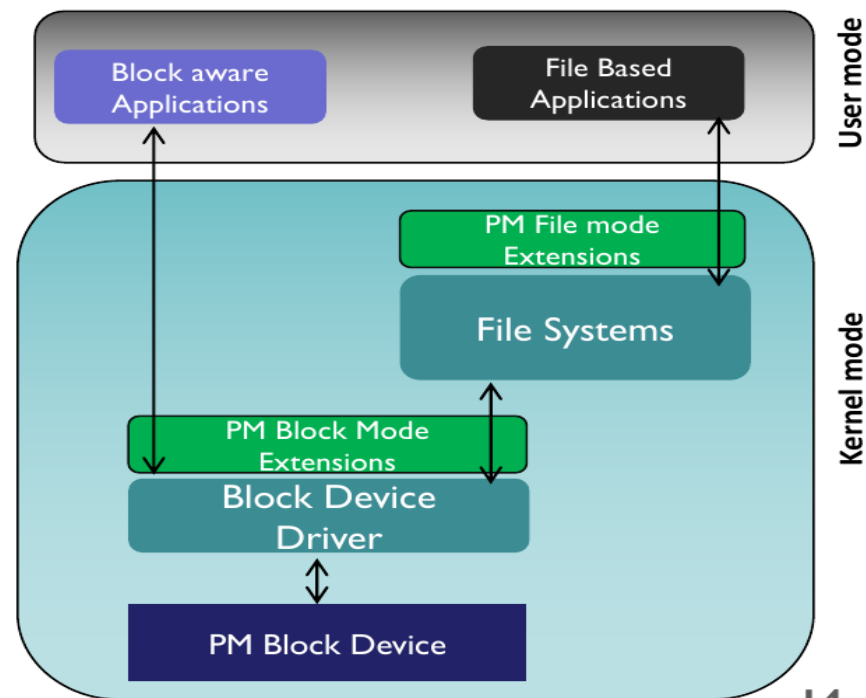 Block aware
Applications
File Based
Applications
User mode
PM File mode
Extensions
File Systems
Kernel mode
PM Block Mode
Extensions
Block Device
Driver
PM Block Device